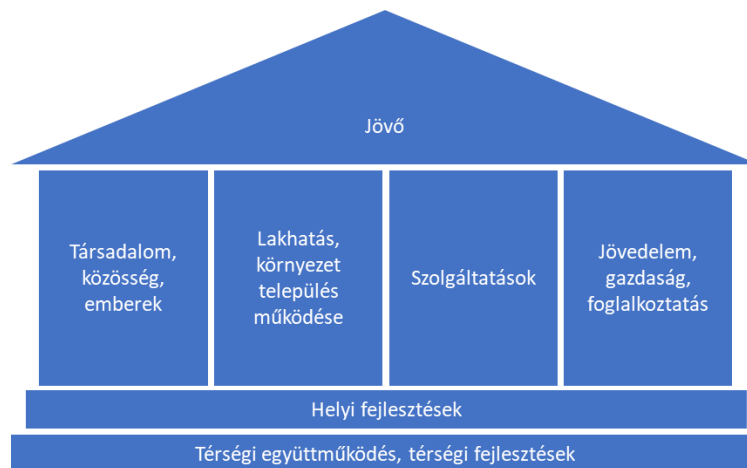 Jövő
Társadalom,
közösség,
emberek
Lakhatás,
környezet
település
működése
Szolgáltatások
Jövedelem,
gazdaság,
foglalkoztatás
Helyi fejlesztések
Térségi együttműködés, térségi fejlesztések